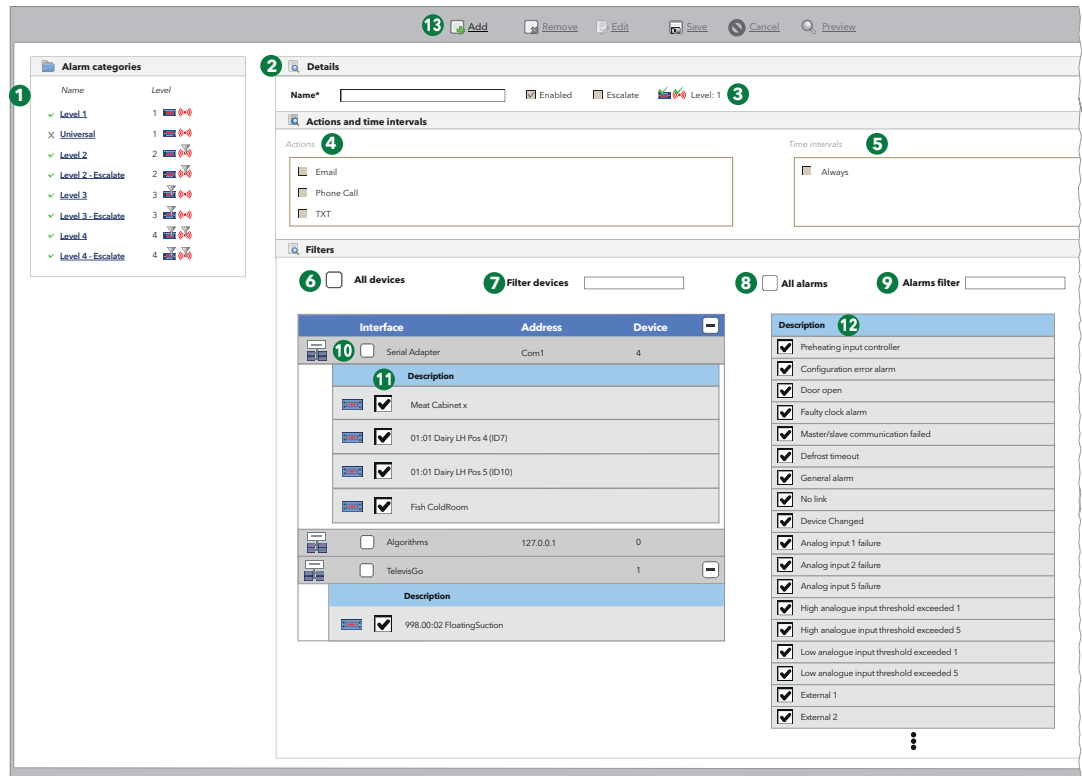 13 Add Remove Edit Save Cancel Preview
Alarm categories
1
Name Level
Level 1 1
Universal 1
Level 2 2
Level 2 - Escalate 2
Level 3 3
Level 3 - Escalate 3
Level 4 4
Level 4 - Escalate 4
2 Details
Name* Enabled Escalate Level: 1 3
Actions and time intervals
Actions 4 Time intervals 5
Email Always
Phone Call
TXT
Filters
6 All devices 7 Filter devices 8 All alarms 9 Alarms filter
Interface Address Device
10 Serial Adapter Com1 4
11 Description
Meat Cabinet x
01:01 Dairy LH Pos 4 (ID7)
01:01 Dairy LH Pos 5 (ID10)
Fish ColdRoom
Algorithms 127.0.0.1 0
TelevisGo 1
Description
998.00:02 FloatingSuction
Description 12
Preheating input controller
Configuration error alarm
Door open
Faulty clock alarm
Master/slave communication failed
Defrost timeout
General alarm
No link
Device Changed
Analog input 1 failure
Analog input 2 failure
Analog input 5 failure
High analogue input threshold exceeded 1
High analogue input threshold exceeded 5
Low analogue input threshold exceeded 1
Low analogue input threshold exceeded 5
External 1
External 2